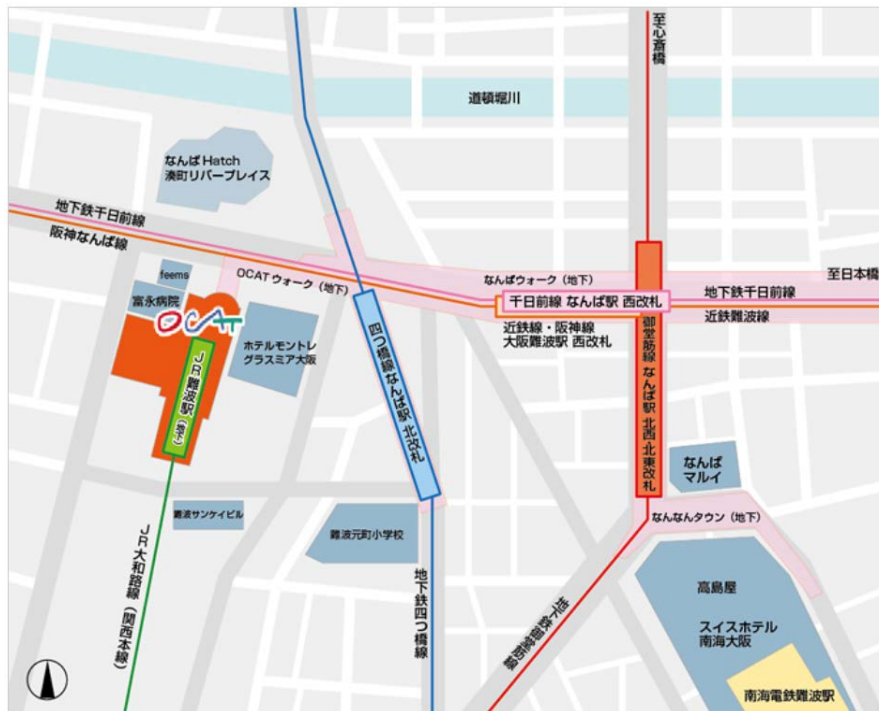 至心斎橋
道頓堀川
なんばHatch
湊町リバープレイス
地下鉄千日前線
阪神なんば線
OCATウォーク（地下）
なんばウォーク（地下）
至日本橋
千日前線 なんば駅 西改札
地下鉄千日前線
近鉄線・阪神線
大阪難波駅 西改札
近鉄難波線
feems
富永病院
OCAT
ホテルモントレ
グラスミア大阪
JR難波駅（地下）
四つ橋線なんば駅 北改札
御堂筋線 なんば駅 北西・北東改札
なんば
マルイ
難波サンケイビル
難波元町小学校
なんなんタウン（地下）
JR大和路線（関西本線）
地下鉄四つ橋線
地下鉄御堂筋線
高島屋
スイスホテル
南海大阪
南海電鉄難波駅